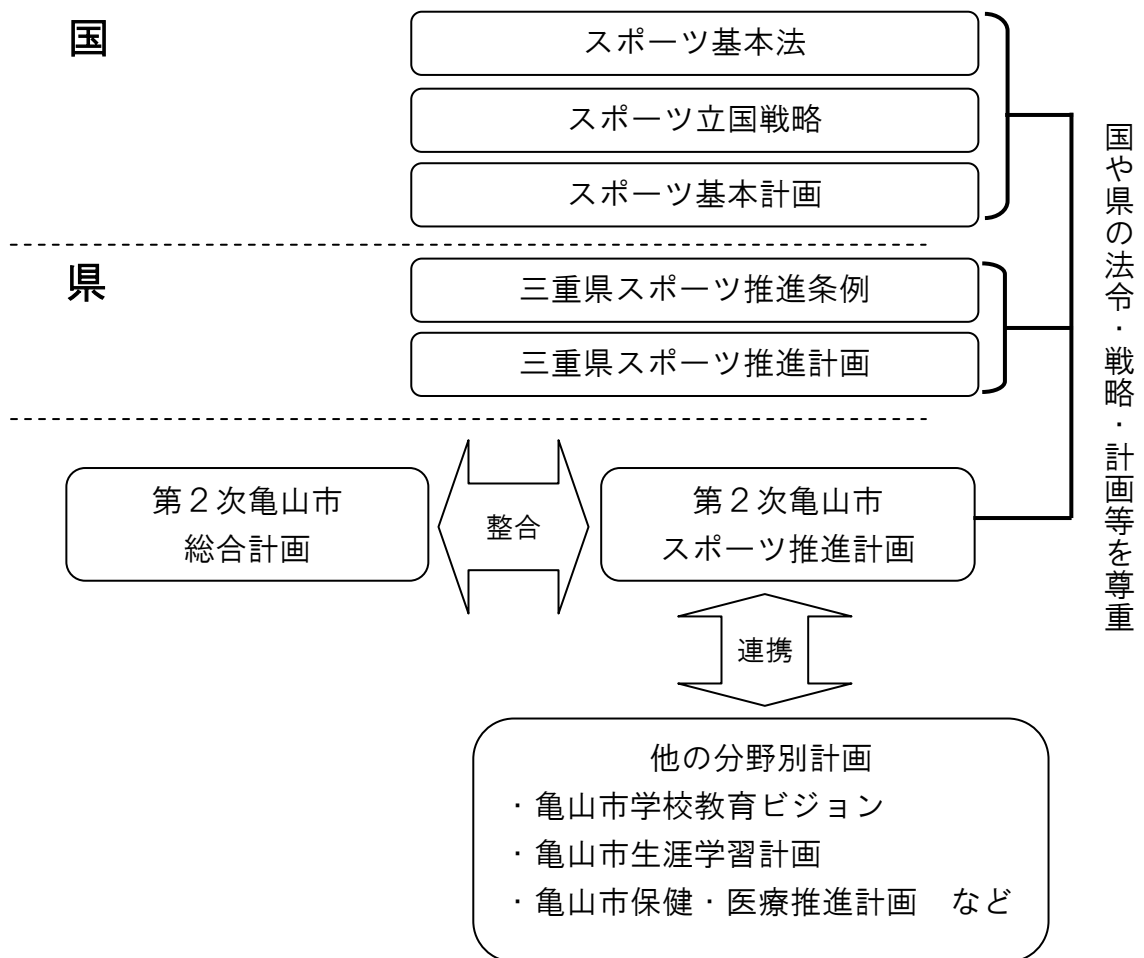 国
スポーツ基本法
スポーツ立国戦略
スポーツ基本計画
県
三重県スポーツ推進条例
三重県スポーツ推進計画
国や県の法令・戦略・計画等を尊重
第２次亀山市
総合計画
整合
第２次亀山市
スポーツ推進計画
連携
他の分野別計画
・亀山市学校教育ビジョン
・亀山市生涯学習計画
・亀山市保健・医療推進計画　など